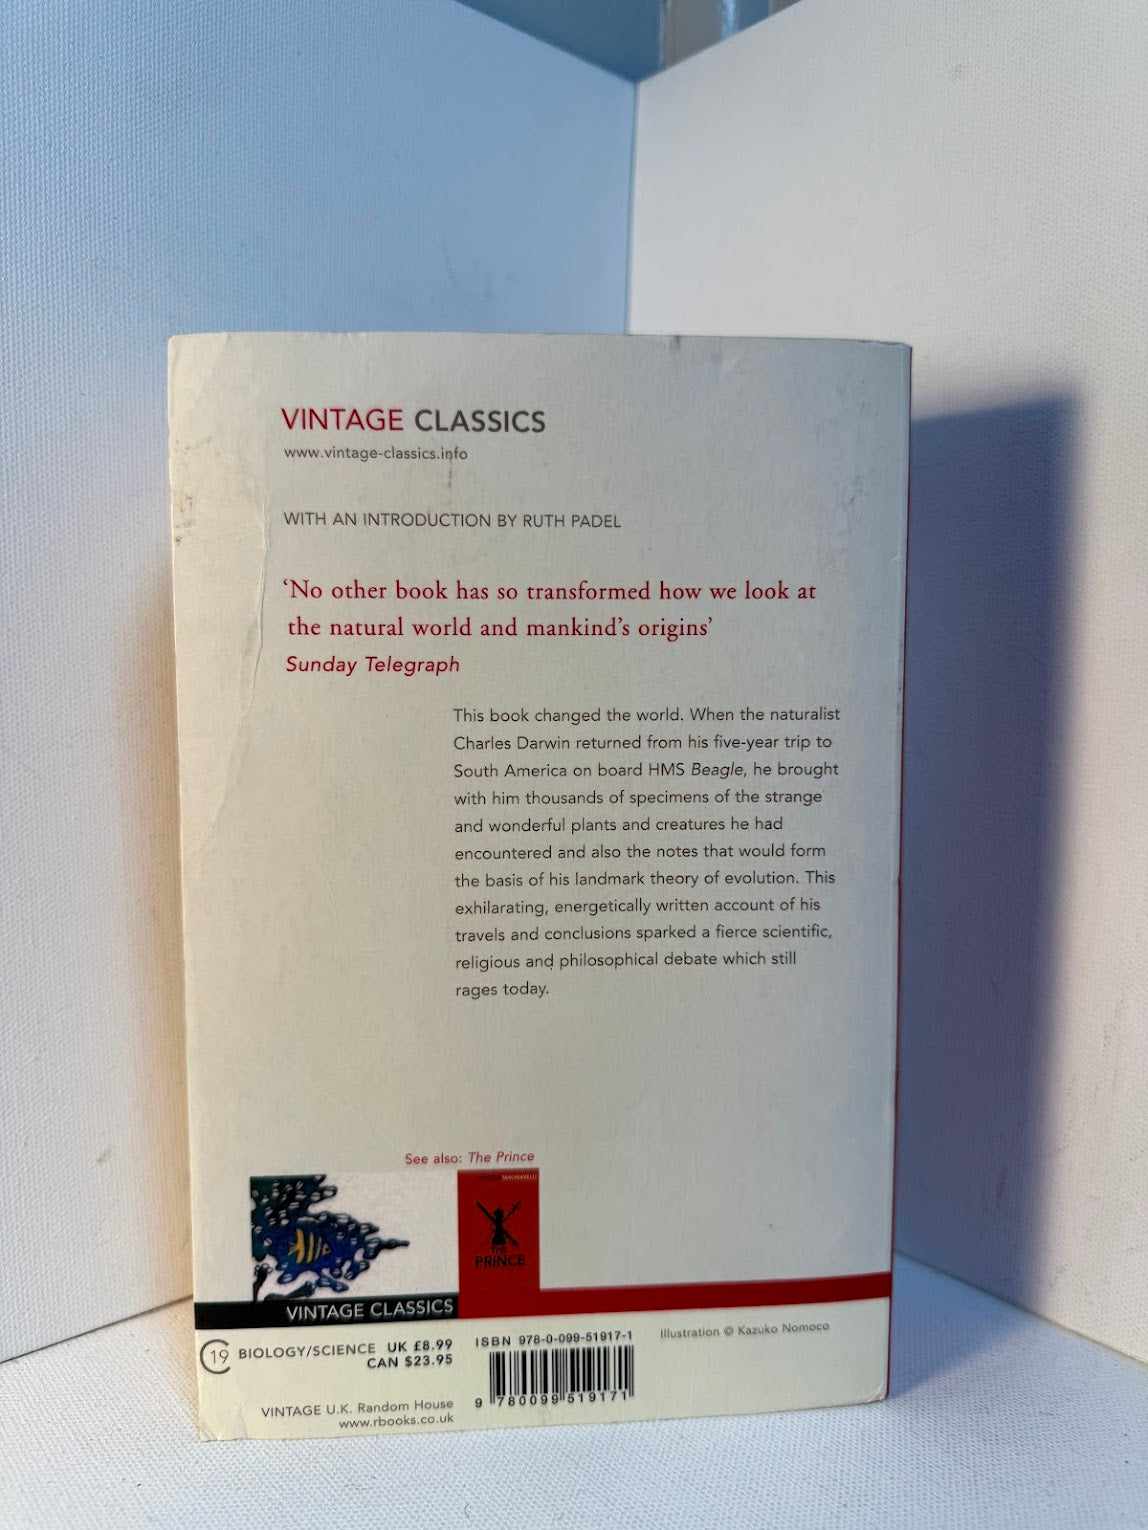 VINTAGE CLASSICS
www.vintage-classics.info
WITH AN INTRODUCTION BY RUTH PADEL
‘No other book has so transformed how we look at
the natural world and mankind’s origins’
Sunday Telegraph
This book changed the world. When the naturalist
Charles Darwin returned from his five-year trip to
South America on board HMS Beagle, he brought
with him thousands of specimens of the strange
and wonderful plants and creatures he had
encountered and also the notes that would form
the basis of his landmark theory of evolution. This
exhilarating, energetically written account of his
travels and conclusions sparked a fierce scientific,
religious and philosophical debate which still
rages today.
See also: The Prince
MACHIAVELLI
THE
PRINCE
VINTAGE CLASSICS
C19 BIOLOGY/SCIENCE UK £8.99
CAN $23.95
VINTAGE U.K. Random House
www.rbooks.co.uk
ISBN 978-0-099-51917-1
9 780099 519171
Illustration © Kazuko Nomoco